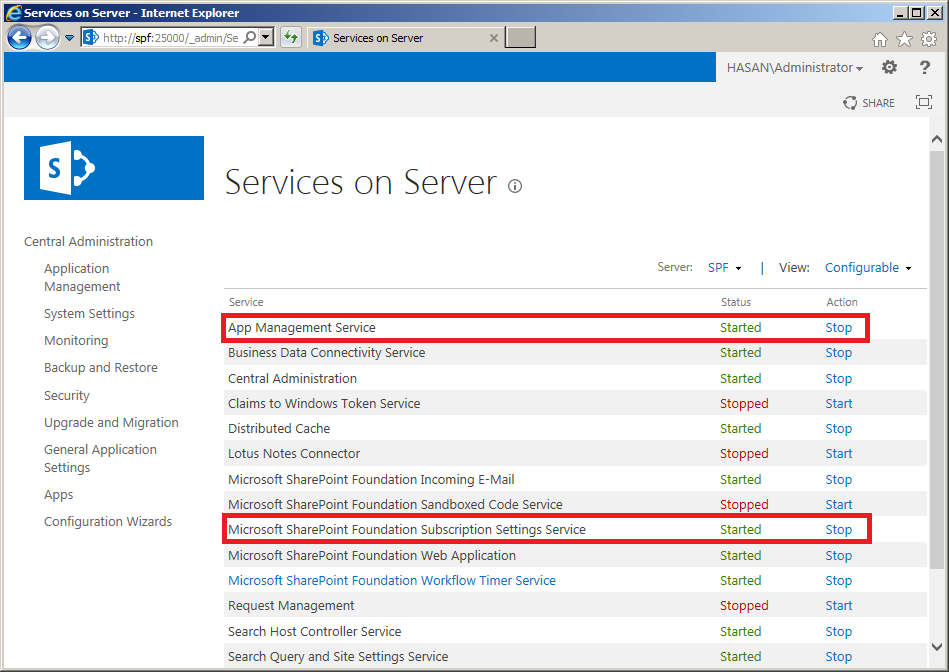 Services on Server - Internet Explorer
http://spf:25000/_admin/Se
Services on Server
HASAN\Administrator
?
SHARE
S
Services on Server
Central Administration
Application
Management
System Settings
Monitoring
Backup and Restore
Security
Upgrade and Migration
General Application
Settings
Apps
Configuration Wizards
Server: SPF | View: Configurable
Service Status Action
App Management Service Started Stop
Business Data Connectivity Service Started Stop
Central Administration Started Stop
Claims to Windows Token Service Stopped Start
Distributed Cache Started Stop
Lotus Notes Connector Stopped Start
Microsoft SharePoint Foundation Incoming E-Mail Started Stop
Microsoft SharePoint Foundation Sandboxed Code Service Stopped Start
Microsoft SharePoint Foundation Subscription Settings Service Started Stop
Microsoft SharePoint Foundation Web Application Started Stop
Microsoft SharePoint Foundation Workflow Timer Service Started Stop
Request Management Stopped Start
Search Host Controller Service Started Stop
Search Query and Site Settings Service Started Stop